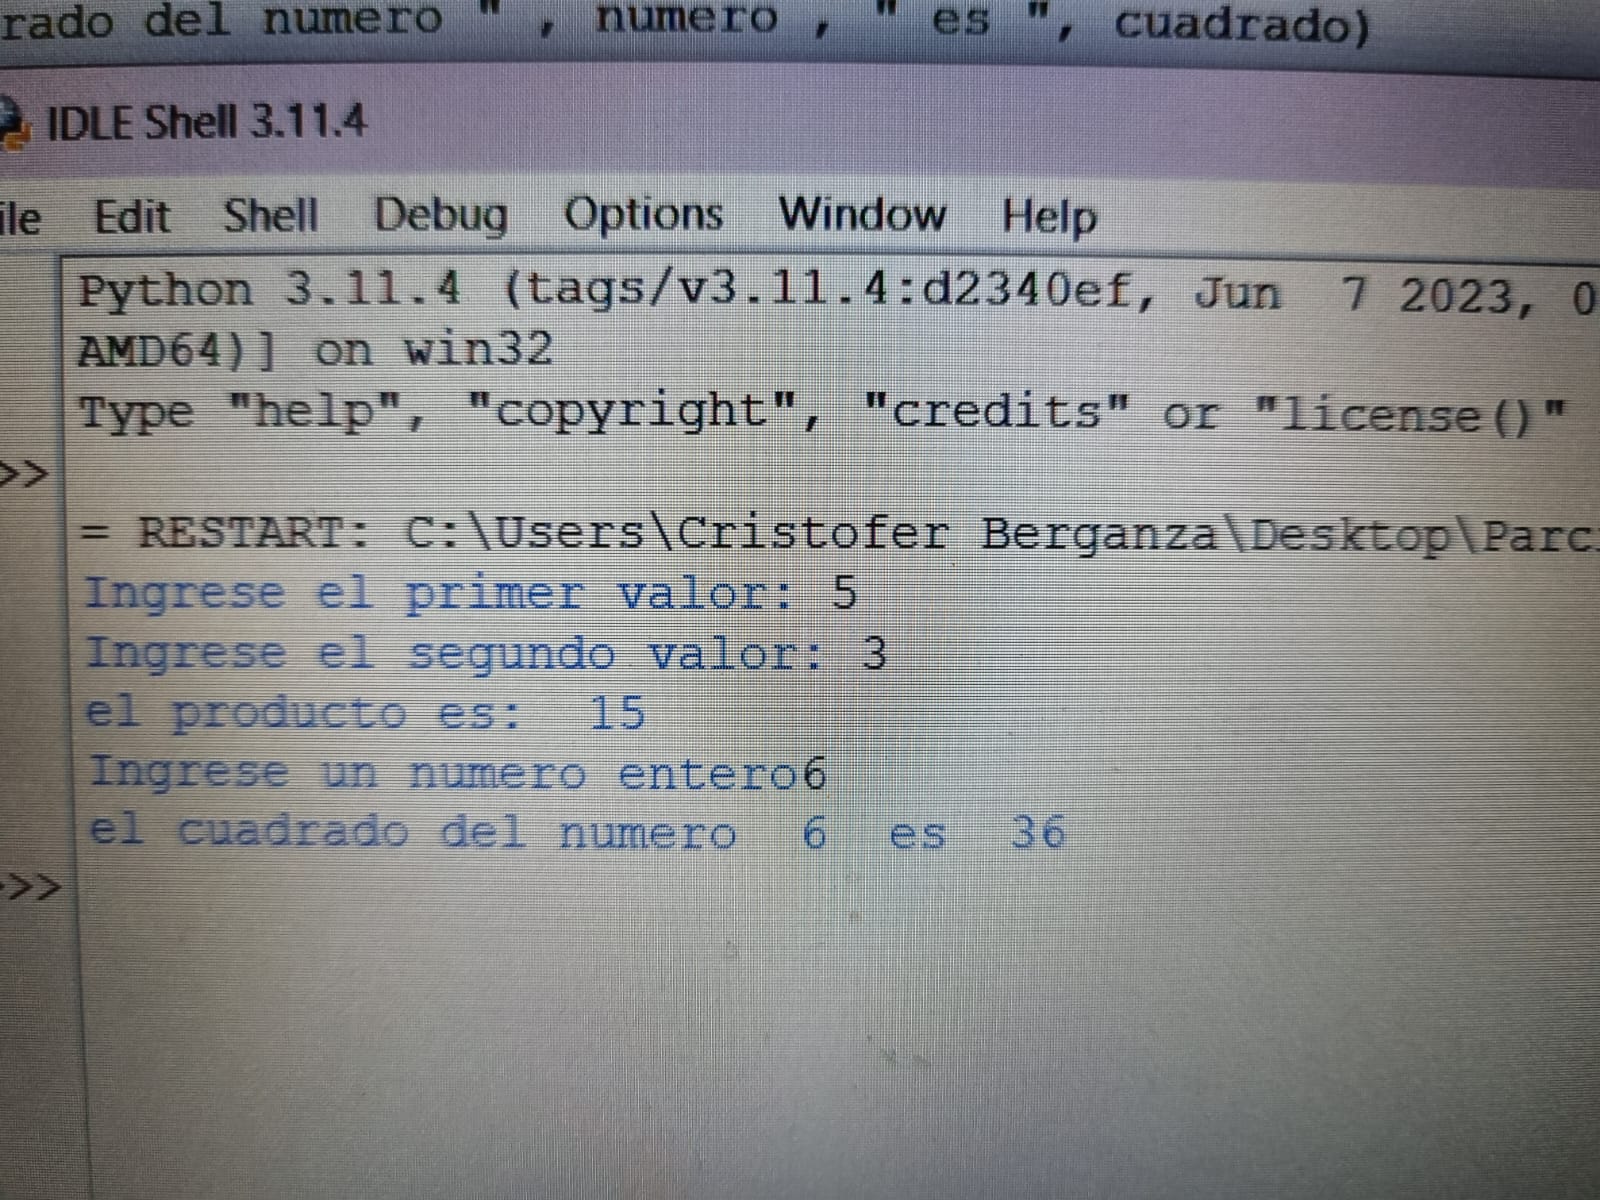 rado del numero " , numero , " es ", cuadrado)
IDLE Shell 3.11.4
ile Edit Shell Debug Options Window Help
Python 3.11.4 (tags/v3.11.4:d2340ef, Jun  7 2023, 0
AMD64)] on win32
Type "help", "copyright", "credits" or "license()"
>>
= RESTART: C:\Users\Cristofer Berganza\Desktop\Parc
Ingrese el primer valor: 5
Ingrese el segundo valor: 3
el producto es:  15
Ingrese un numero entero6
el cuadrado del numero  6  es  36
>>>